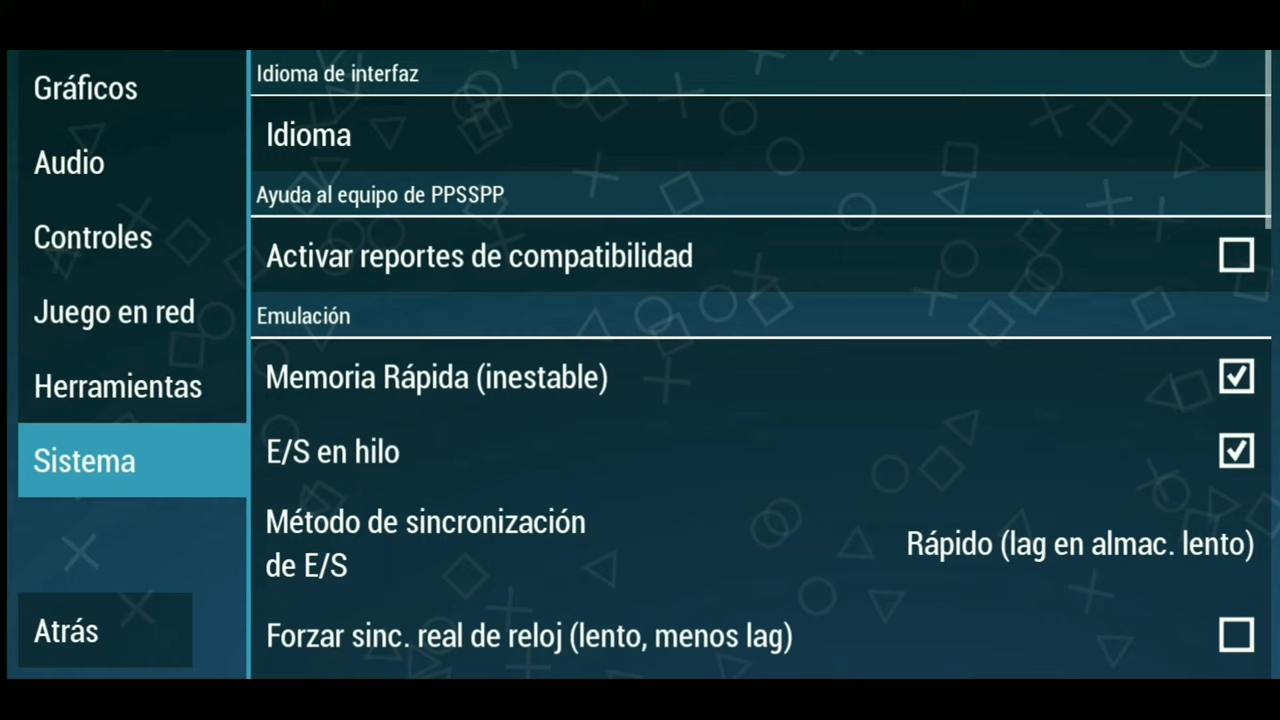 Gráficos
Audio
Controles
Juego en red
Herramientas
Sistema
Atrás
Idioma de interfaz
Idioma
Ayuda al equipo de PPSSPP
Activar reportes de compatibilidad
Emulación
Memoria Rápida (inestable)
E/S en hilo
Método de sincronización
de E/S
Rápido (lag en almac. lento)
Forzar sinc. real de reloj (lento, menos lag)